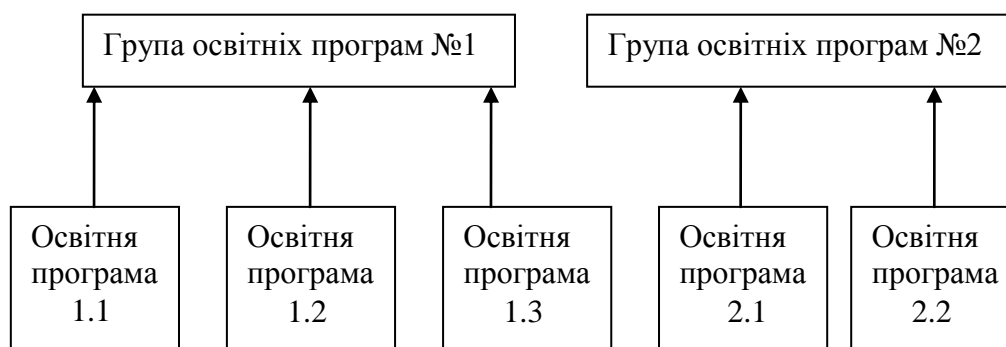 Група освітніх програм №1
Група освітніх програм №2
Освітня
програма
1.1
Освітня
програма
1.2
Освітня
програма
1.3
Освітня
програма
2.1
Освітня
програма
2.2